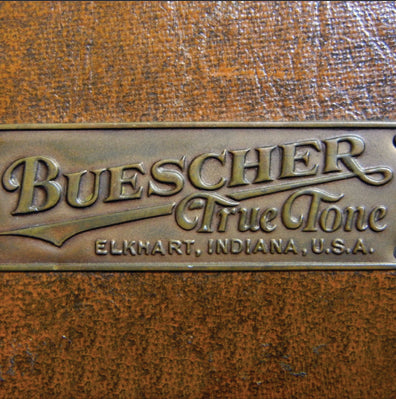 BUESCHER
True Tone
ELKHART, INDIANA, U.S.A.